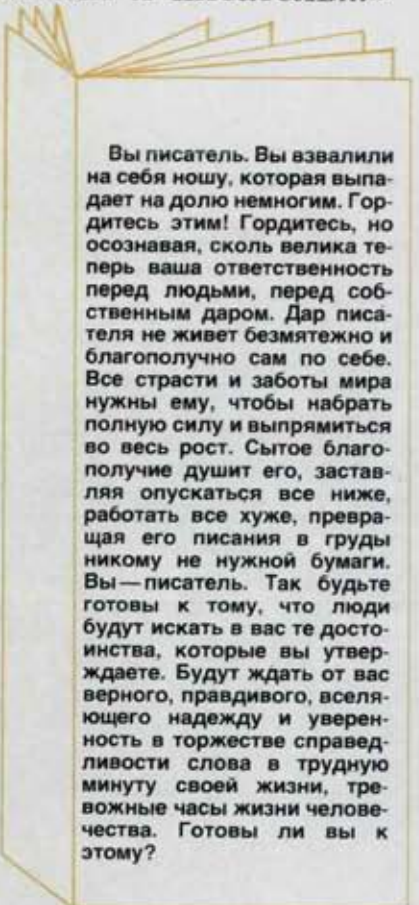 Вы писатель. Вы взвалили
на себя ношу, которая выпа-
дает на долю немногим. Гор-
дитесь этим! Гордитесь, но
осознавая, сколь велика те-
перь ваша ответственность
перед людьми, перед соб-
ственным даром. Дар писа-
теля не живет безмятежно и
благополучно сам по себе.
Все страсти и заботы мира
нужны ему, чтобы набрать
полную силу и выпрямиться
во весь рост. Сытое благо-
получие душит его, застав-
ляя опускаться все ниже,
работать все хуже, превра-
щая его писания в груды
никому не нужной бумаги.
Вы — писатель. Так будьте
готовы к тому, что люди
будут искать в вас те досто-
инства, которые вы утвер-
ждаете. Будут ждать от вас
верного, правдивого, вселя-
ющего надежду и уверен-
ность в торжестве справед-
ливости слова в трудную
минуту своей жизни, тре-
вожные часы жизни челове-
чества. Готовы ли вы к
этому?